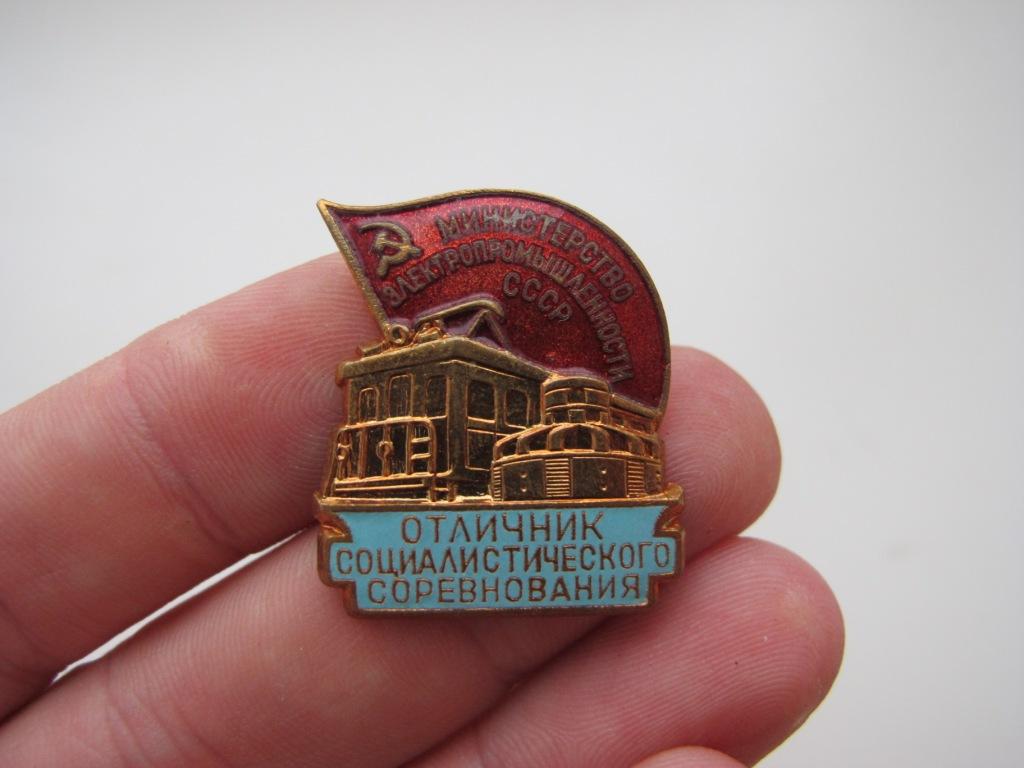 МИНИСТЕРСТВО
ЭЛЕКТРОПРОМЫШЛЕННОСТИ
СССР
ОТЛИЧНИК
СОЦИАЛИСТИЧЕСКОГО
СОРЕВНОВАНИЯ